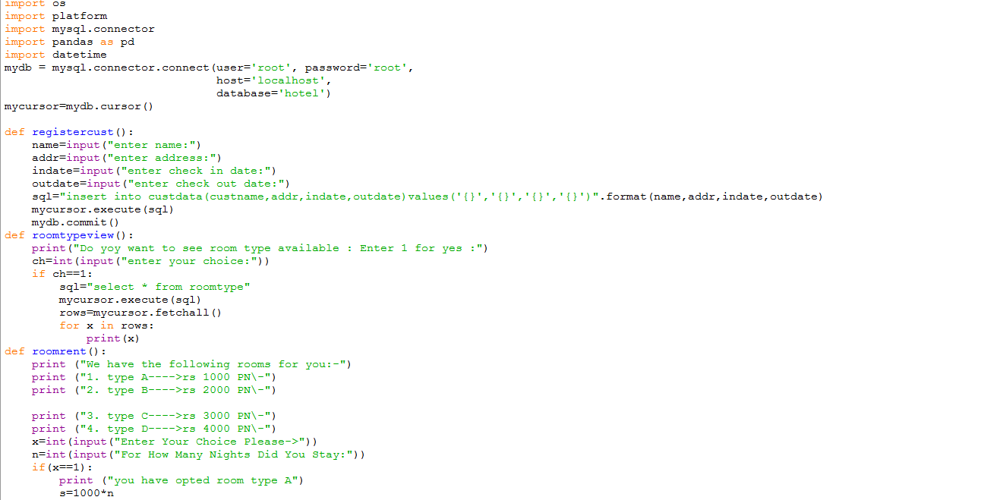 import os
import platform
import mysql.connector
import pandas as pd
import datetime
mydb = mysql.connector.connect(user='root', password='root',
                               host='localhost',
                               database='hotel')
mycursor=mydb.cursor()

def registercust():
    name=input("enter name:")
    addr=input("enter address:")
    indate=input("enter check in date:")
    outdate=input("enter check out date:")
    sql="insert into custdata(custname,addr,indate,outdate)values('{}','{}','{}','{}')".format(name,addr,indate,outdate)
    mycursor.execute(sql)
    mydb.commit()
def roomtypeview():
    print("Do yoy want to see room type available : Enter 1 for yes :")
    ch=int(input("enter your choice:"))
    if ch==1:
        sql="select * from roomtype"
        mycursor.execute(sql)
        rows=mycursor.fetchall()
        for x in rows:
            print(x)
def roomrent():
    print ("We have the following rooms for you:-")
    print ("1. type A---->rs 1000 PN\-")
    print ("2. type B---->rs 2000 PN\-")

    print ("3. type C---->rs 3000 PN\-")
    print ("4. type D---->rs 4000 PN\-")
    x=int(input("Enter Your Choice Please->"))
    n=int(input("For How Many Nights Did You Stay:"))
    if(x==1):
        print ("you have opted room type A")
        s=1000*n